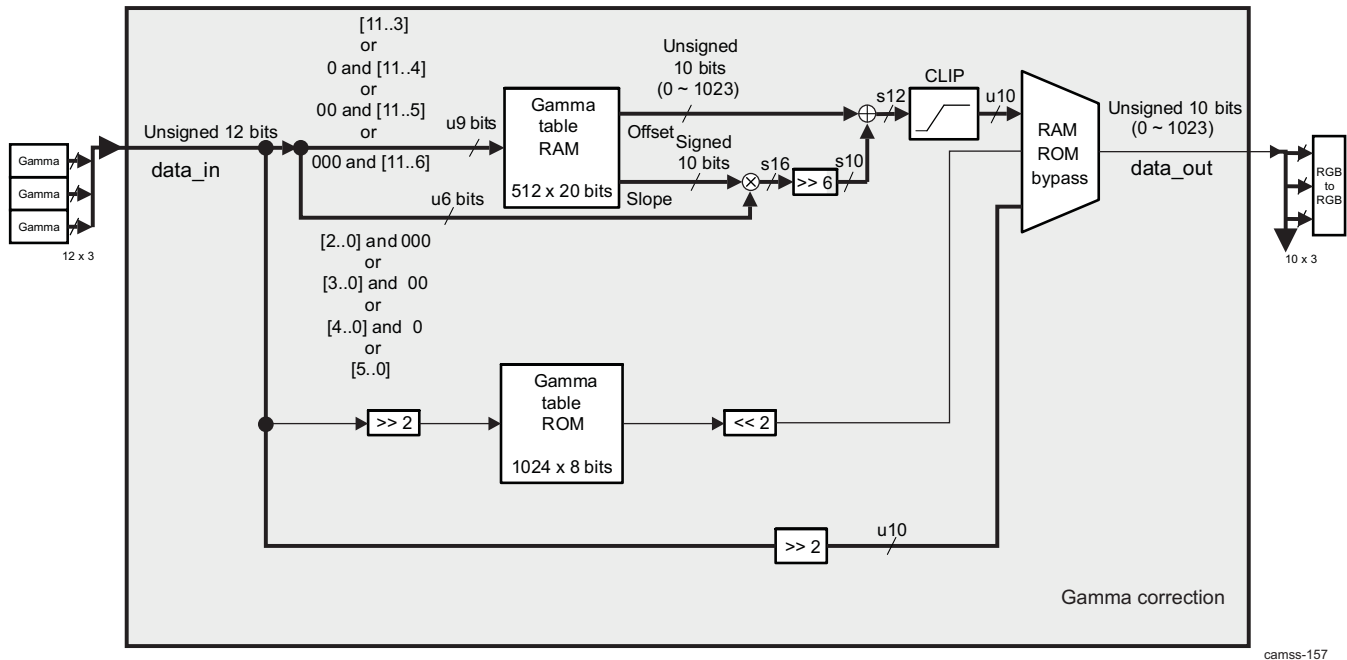 [11..3]
or
0 and [11..4]
or
00 and [11..5]
or
000 and [11..6]
Unsigned
10 bits
(0 ~ 1023)
CLIP
s12
u10
Unsigned 12 bits
data_in
u9 bits
Gamma
table
RAM
512 x 20 bits
Offset
Signed
10 bits
Slope
s16
>> 6
s10
RAM
ROM
bypass
Unsigned 10 bits
(0 ~ 1023)
data_out
Gamma
Gamma
Gamma
12 x 3
RGB
to
RGB
10 x 3
u6 bits
[2..0] and 000
or
[3..0] and 00
or
[4..0] and 0
or
[5..0]
>> 2
Gamma
table
ROM
1024 x 8 bits
<< 2
>> 2
u10
Gamma correction
camss-157